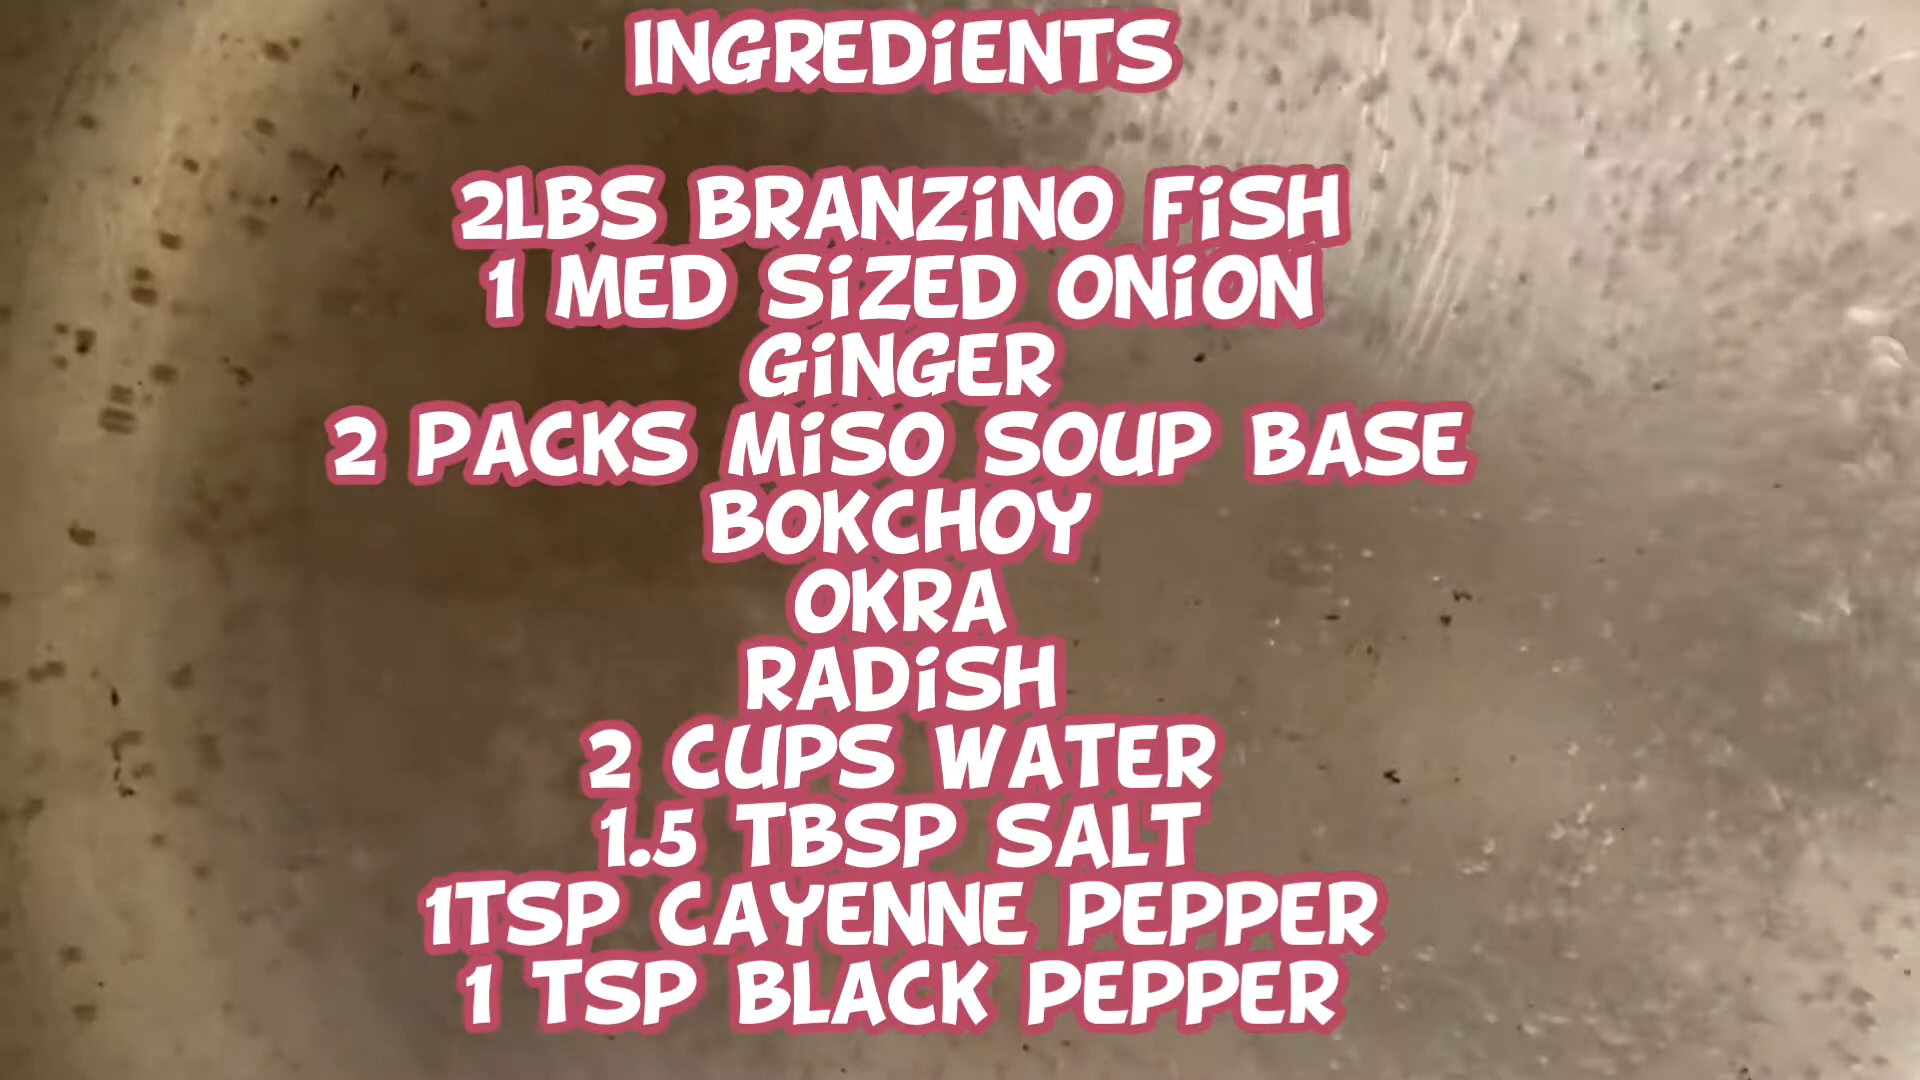 INGREDiENTS
2LBS BRANZiNO FiSH
1 MED SiZED ONiON
GiNGER
2 PACKS MiSO SOUP BASE
BOKCHOY
OKRA
RADiSH
2 CUPS WATER
1.5 TBSP SALT
1TSP CAYENNE PEPPER
1 TSP BLACK PEPPER